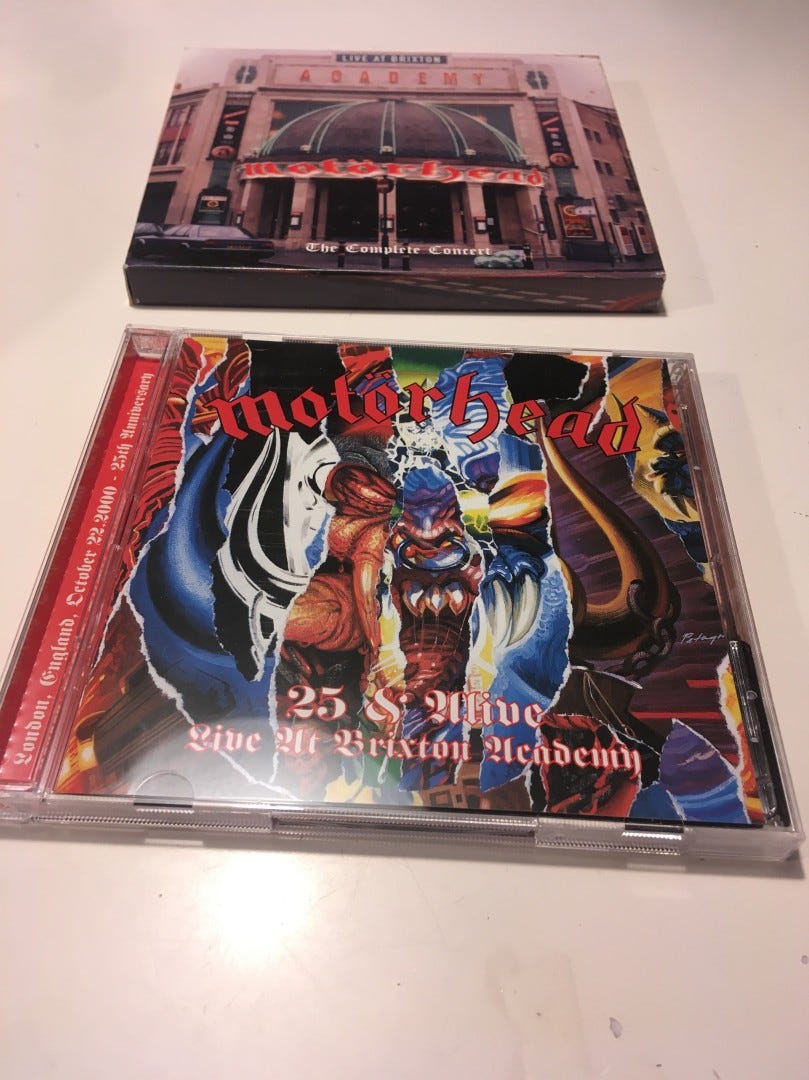 LIVE AT BRIXTON
ACADEMY
motörhead
The Complete Concert
London, England, October 22.2000 - 25th Anniversary
motörhead
25 & Alive
Live At Brixton Academy